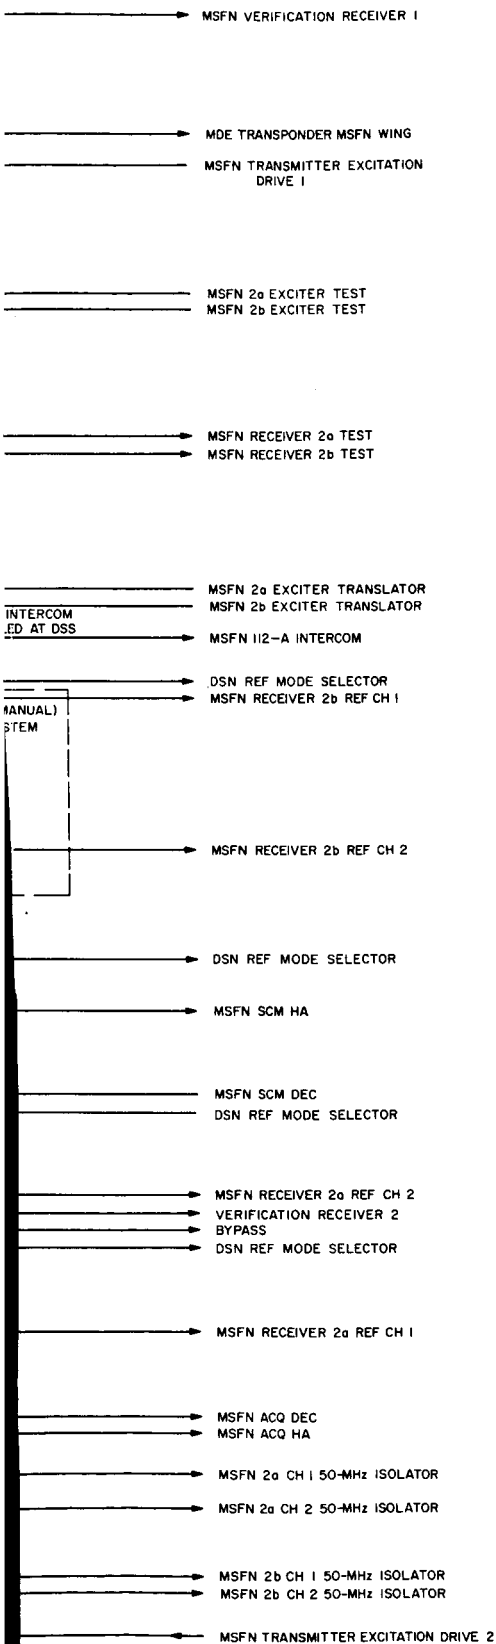 MSFN VERIFICATION RECEIVER 1
MDE TRANSPONDER MSFN WING
MSFN TRANSMITTER EXCITATION
DRIVE 1
MSFN 2a EXCITER TEST
MSFN 2b EXCITER TEST
MSFN RECEIVER 2a TEST
MSFN RECEIVER 2b TEST
MSFN 2a EXCITER TRANSLATOR
MSFN 2b EXCITER TRANSLATOR
INTERCOM
ED AT DSS
MSFN 112-A INTERCOM
DSN REF MODE SELECTOR
MSFN RECEIVER 2b REF CH 1
MANUAL)
STEM
MSFN RECEIVER 2b REF CH 2
DSN REF MODE SELECTOR
MSFN SCM HA
MSFN SCM DEC
DSN REF MODE SELECTOR
MSFN RECEIVER 2a REF CH 2
VERIFICATION RECEIVER 2
BYPASS
DSN REF MODE SELECTOR
MSFN RECEIVER 2a REF CH 1
MSFN ACQ DEC
MSFN ACQ HA
MSFN 2a CH 1 50-MHz ISOLATOR
MSFN 2a CH 2 50-MHz ISOLATOR
MSFN 2b CH 1 50-MHz ISOLATOR
MSFN 2b CH 2 50-MHz ISOLATOR
MSFN TRANSMITTER EXCITATION DRIVE 2